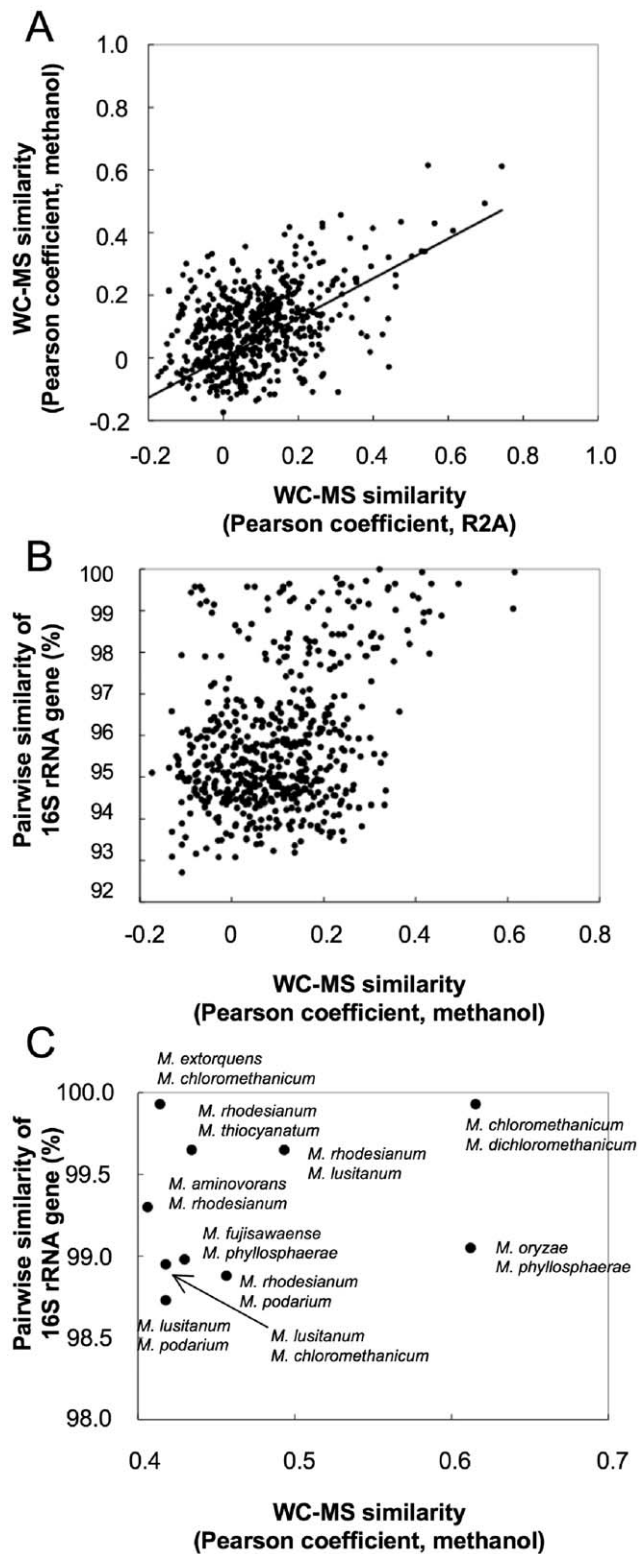 A
1.0
0.8
0.6
0.4
0.2
0
-0.2
WC-MS similarity
(Pearson coefficient, methanol)
-0.2 0 0.2 0.4 0.6 0.8 1.0
WC-MS similarity
(Pearson coefficient, R2A)
B
100
99
98
97
96
95
94
93
92
Pairwise similarity of
16S rRNA gene (%)
-0.2 0 0.2 0.4 0.6 0.8
WC-MS similarity
(Pearson coefficient, methanol)
C
M. extorquens
M. chloromethanicum
100.0
99.5
99.0
98.5
98.0
Pairwise similarity of
16S rRNA gene (%)
M. rhodesianum
M. thiocyanatum
M. chloromethanicum
M. dichloromethanicum
M. rhodesianum
M. lusitanum
M. aminovorans
M. rhodesianum
M. fujisawaense
M. phyllosphaerae
M. oryzae
M. phyllosphaerae
M. rhodesianum
M. podarium
M. lusitanum
M. podarium
M. lusitanum
M. chloromethanicum
0.4 0.5 0.6 0.7
WC-MS similarity
(Pearson coefficient, methanol)